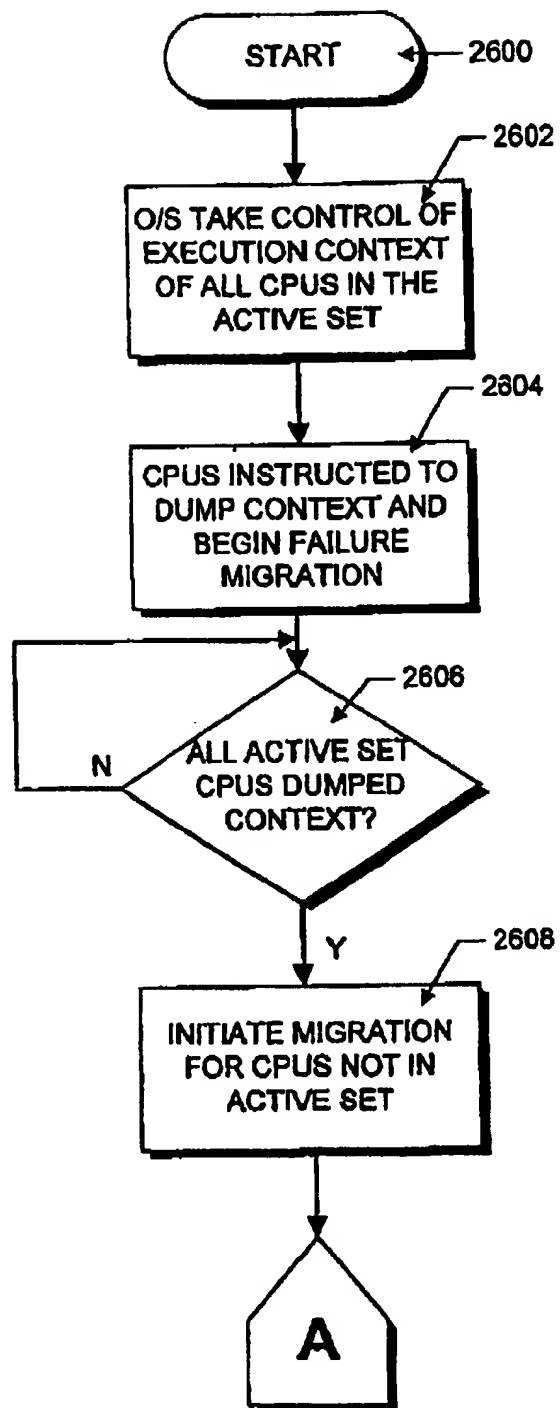 START
2600
2602
O/S TAKE CONTROL OF
EXECUTION CONTEXT
OF ALL CPUS IN THE
ACTIVE SET
2604
CPUS INSTRUCTED TO
DUMP CONTEXT AND
BEGIN FAILURE
MIGRATION
2606
ALL ACTIVE SET
CPUS DUMPED
CONTEXT?
N
Y
2608
INITIATE MIGRATION
FOR CPUS NOT IN
ACTIVE SET
A